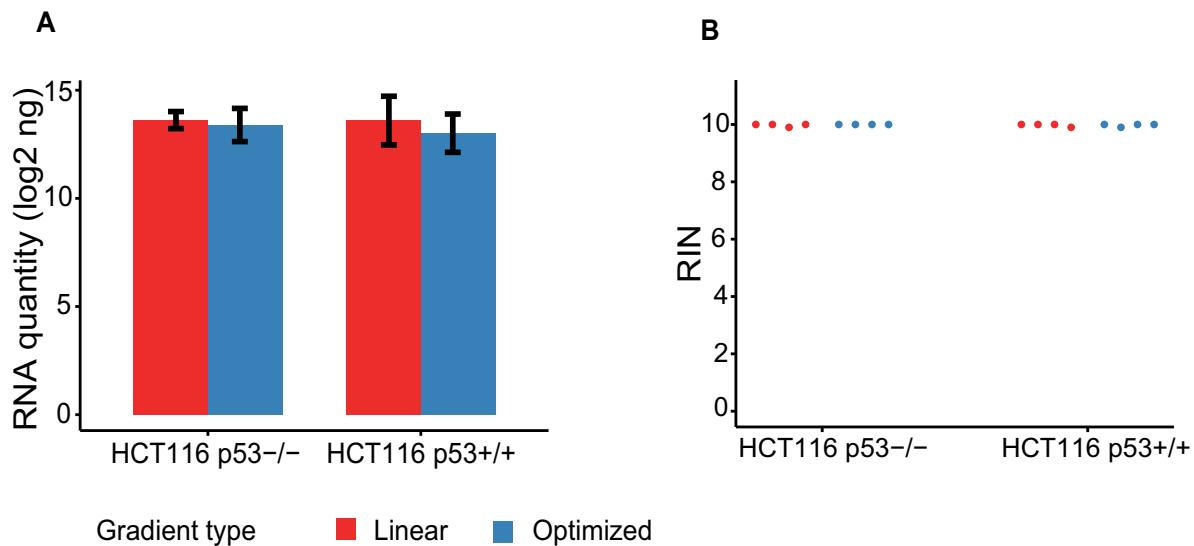 A
RNA quantity (log2 ng)
15
10
5
0
HCT116 p53−/− HCT116 p53+/+
B
RIN
10
8
6
4
2
0
HCT116 p53−/− HCT116 p53+/+
Gradient type Linear Optimized